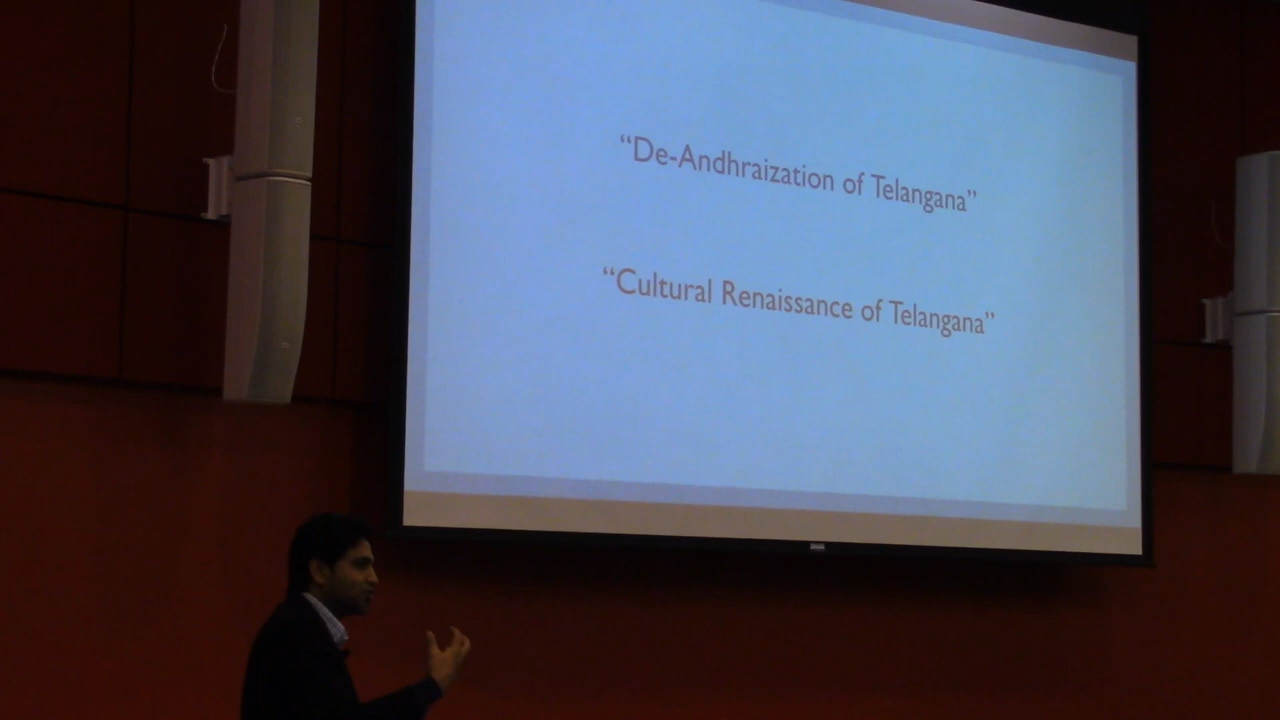 “De-Andhraization of Telangana”
“Cultural Renaissance of Telangana”